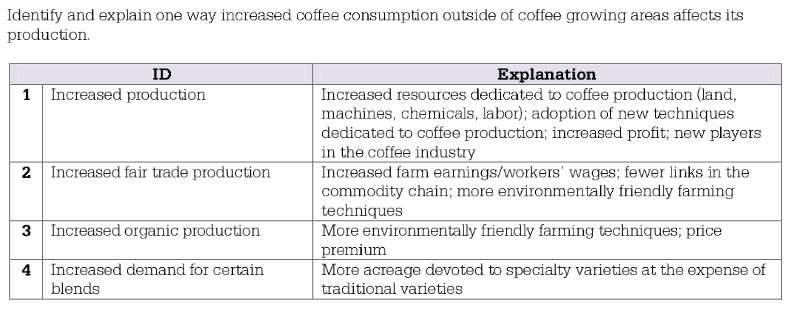 Identify and explain one way increased coffee consumption outside of coffee growing areas affects its
production.
ID Explanation
1 Increased production Increased resources dedicated to coffee production (land,
machines, chemicals, labor); adoption of new techniques
dedicated to coffee production; increased profit; new players
in the coffee industry
2 Increased fair trade production Increased farm earnings/workers' wages; fewer links in the
commodity chain; more environmentally friendly farming
techniques
3 Increased organic production More environmentally friendly farming techniques; price
premium
4 Increased demand for certain More acreage devoted to specialty varieties at the expense of
blends traditional varieties